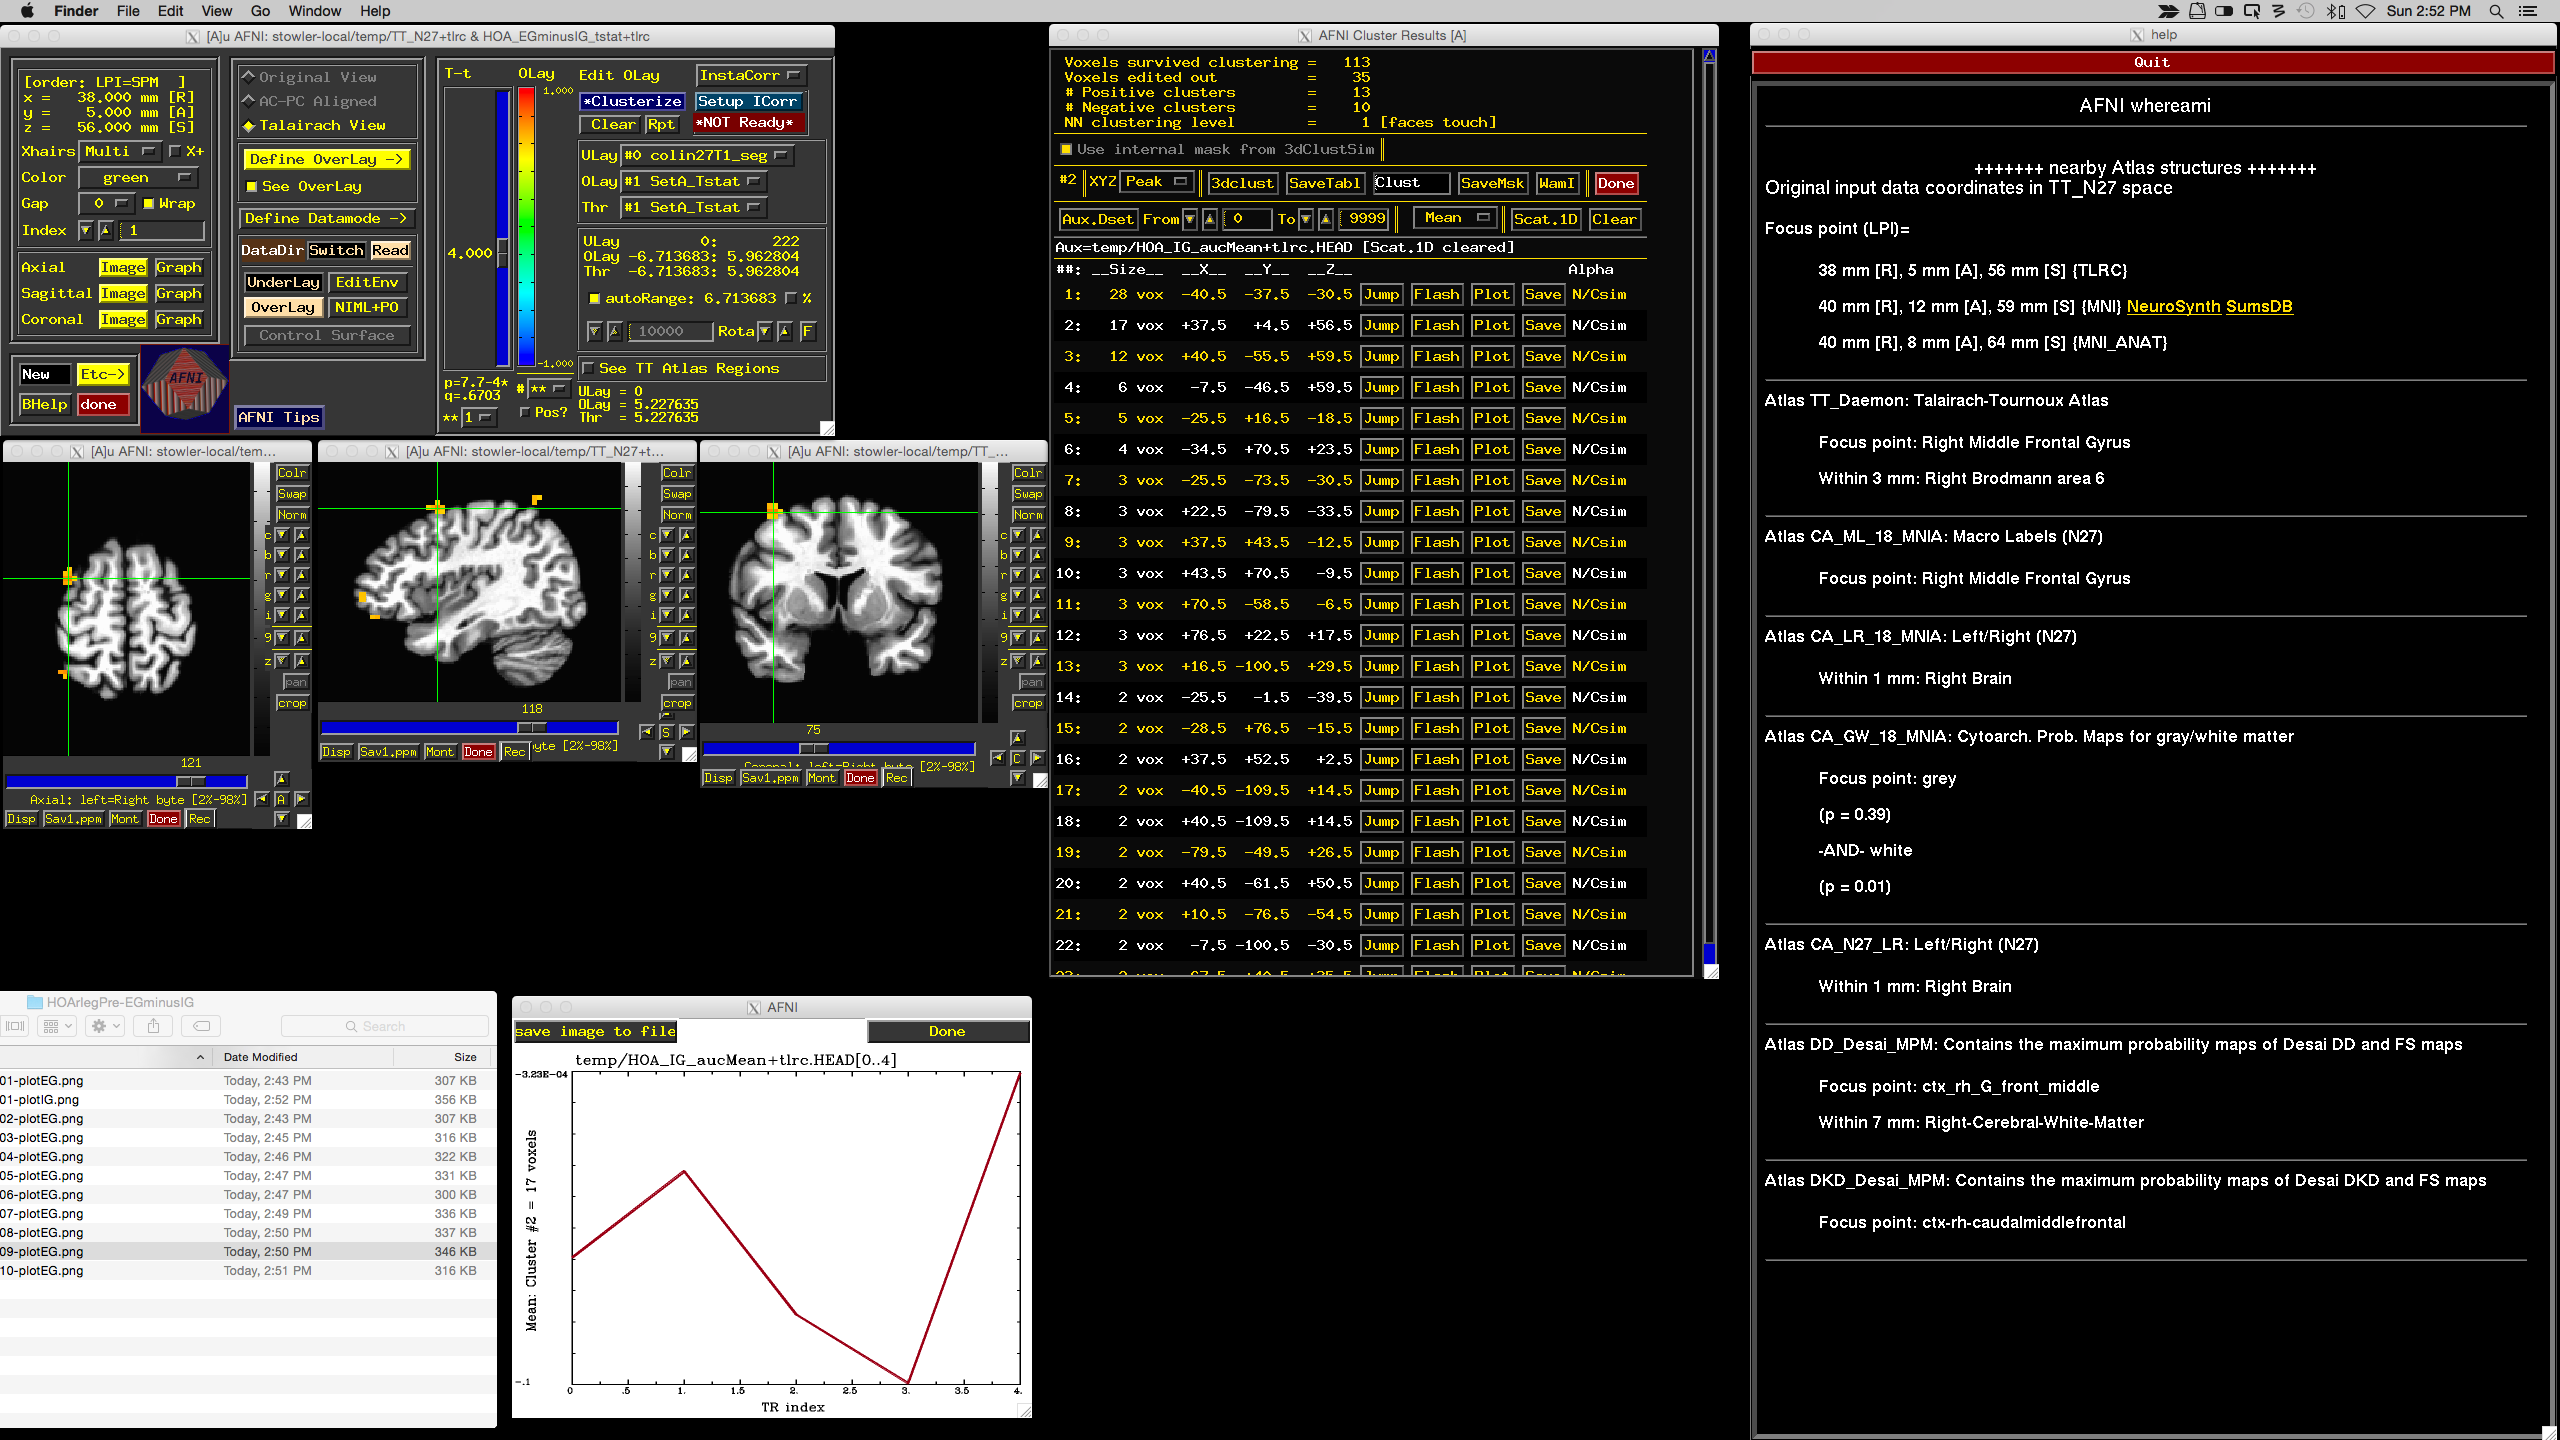 Finder File Edit View Go Window Help
Sun 2:52 PM
[A]u AFNI: stowler-local/temp/TT_N27+tlrc & HOA_EGminusIG_tstat+tlrc
[order: LPI=SPM ]
x = 38.000 mm [R]
y = 5.000 mm [A]
z = 56.000 mm [S]
Xhairs Multi X+
Color green
Gap 0 Wrap
Index 1
Axial Image Graph
Sagittal Image Graph
Coronal Image Graph
New Etc->
BHelp done
AFNI
Original View
AC-PC Aligned
Talairach View
Define OverLay ->
See OverLay
Define Datamode ->
DataDir Switch Read
UnderLay EditEnv
OverLay NIML+PO
Control Surface
AFNI Tips
T-t
4.000
p=7.7-4*
q=.6703
** 1
OLay
1.000
-1.000
# **
Pos?
Edit OLay InstaCorr
*Clusterize Setup ICorr
Clear Rpt *NOT Ready*
ULay #0 colin27T1_seg
OLay #1 SetA_Tstat
Thr #1 SetA_Tstat
ULay 0: 222
OLay -6.713683: 5.962804
Thr -6.713683: 5.962804
autoRange: 6.713683 %
10000 Rota F
See TT Atlas Regions
ULay = 0
OLay = 5.227635
Thr = 5.227635
[A]u AFNI: stowler-local/tem...
Colr
Swap
Norm
c
b
r
g
i
9
z
pan
crop
121
Axial: left=Right byte [2%-98%] A
Disp Sav1.ppm Mont Done Rec
[A]u AFNI: stowler-local/temp/TT_N27+t...
Colr
Swap
Norm
c
b
r
g
i
9
z
pan
crop
118
S
Disp Sav1.ppm Mont Done Rec yte [2%-98%]
[A]u AFNI: stowler-local/temp/TT_...
Colr
Swap
Norm
c
b
r
g
i
9
z
pan
crop
75
Coronal: left=Right byte [2%-98%] C
Disp Sav1.ppm Mont Done Rec
AFNI Cluster Results [A]
Voxels survived clustering = 113
Voxels edited out = 35
# Positive clusters = 13
# Negative clusters = 10
NN clustering level = 1 [faces touch]
Use internal mask from 3dClustSim
#2 XYZ Peak 3dclust SaveTabl Clust SaveMsk WamI Done
Aux.Dset From 0 To 9999 Mean Scat.1D Clear
Aux=temp/HOA_IG_aucMean+tlrc.HEAD [Scat.1D cleared]
##: __Size__ __X__ __Y__ __Z__ Alpha
1: 28 vox -40.5 -37.5 -30.5 Jump Flash Plot Save N/Csim
2: 17 vox +37.5 +4.5 +56.5 Jump Flash Plot Save N/Csim
3: 12 vox +40.5 -55.5 +59.5 Jump Flash Plot Save N/Csim
4: 6 vox -7.5 -46.5 +59.5 Jump Flash Plot Save N/Csim
5: 5 vox -25.5 +16.5 -18.5 Jump Flash Plot Save N/Csim
6: 4 vox -34.5 +70.5 +23.5 Jump Flash Plot Save N/Csim
7: 3 vox -25.5 -73.5 -30.5 Jump Flash Plot Save N/Csim
8: 3 vox +22.5 -79.5 -33.5 Jump Flash Plot Save N/Csim
9: 3 vox +37.5 +43.5 -12.5 Jump Flash Plot Save N/Csim
10: 3 vox +43.5 +70.5 -9.5 Jump Flash Plot Save N/Csim
11: 3 vox +70.5 -58.5 -6.5 Jump Flash Plot Save N/Csim
12: 3 vox +76.5 +22.5 +17.5 Jump Flash Plot Save N/Csim
13: 3 vox +16.5 -100.5 +29.5 Jump Flash Plot Save N/Csim
14: 2 vox -25.5 -1.5 -39.5 Jump Flash Plot Save N/Csim
15: 2 vox -28.5 +76.5 -15.5 Jump Flash Plot Save N/Csim
16: 2 vox +37.5 +52.5 +2.5 Jump Flash Plot Save N/Csim
17: 2 vox -40.5 -109.5 +14.5 Jump Flash Plot Save N/Csim
18: 2 vox +40.5 -109.5 +14.5 Jump Flash Plot Save N/Csim
19: 2 vox -79.5 -49.5 +26.5 Jump Flash Plot Save N/Csim
20: 2 vox +40.5 -61.5 +50.5 Jump Flash Plot Save N/Csim
21: 2 vox +10.5 -76.5 -54.5 Jump Flash Plot Save N/Csim
22: 2 vox -7.5 -100.5 -30.5 Jump Flash Plot Save N/Csim
help
Quit
AFNI whereami
+++++++ nearby Atlas structures +++++++
Original input data coordinates in TT_N27 space
Focus point (LPI)=
38 mm [R], 5 mm [A], 56 mm [S] {TLRC}
40 mm [R], 12 mm [A], 59 mm [S] {MNI} NeuroSynth SumsDB
40 mm [R], 8 mm [A], 64 mm [S] {MNI_ANAT}
Atlas TT_Daemon: Talairach-Tournoux Atlas
Focus point: Right Middle Frontal Gyrus
Within 3 mm: Right Brodmann area 6
Atlas CA_ML_18_MNIA: Macro Labels (N27)
Focus point: Right Middle Frontal Gyrus
Atlas CA_LR_18_MNIA: Left/Right (N27)
Within 1 mm: Right Brain
Atlas CA_GW_18_MNIA: Cytoarch. Prob. Maps for gray/white matter
Focus point: grey
(p = 0.39)
-AND- white
(p = 0.01)
Atlas CA_N27_LR: Left/Right (N27)
Within 1 mm: Right Brain
Atlas DD_Desai_MPM: Contains the maximum probability maps of Desai DD and FS maps
Focus point: ctx_rh_G_front_middle
Within 7 mm: Right-Cerebral-White-Matter
Atlas DKD_Desai_MPM: Contains the maximum probability maps of Desai DKD and FS maps
Focus point: ctx-rh-caudalmiddlefrontal
HOArlegPre-EGminusIG
Search
Date Modified Size
01-plotEG.png Today, 2:43 PM 307 KB
01-plotIG.png Today, 2:52 PM 356 KB
02-plotEG.png Today, 2:43 PM 307 KB
03-plotEG.png Today, 2:45 PM 316 KB
04-plotEG.png Today, 2:46 PM 322 KB
05-plotEG.png Today, 2:47 PM 331 KB
06-plotEG.png Today, 2:47 PM 300 KB
07-plotEG.png Today, 2:49 PM 336 KB
08-plotEG.png Today, 2:50 PM 337 KB
09-plotEG.png Today, 2:50 PM 346 KB
10-plotEG.png Today, 2:51 PM 316 KB
AFNI
save image to file Done
temp/HOA_IG_aucMean+tlrc.HEAD[0..4]
-3.23E-04
Mean: Cluster #2 = 17 voxels
-.1
0 .5 1. 1.5 2. 2.5 3. 3.5 4.
TR index